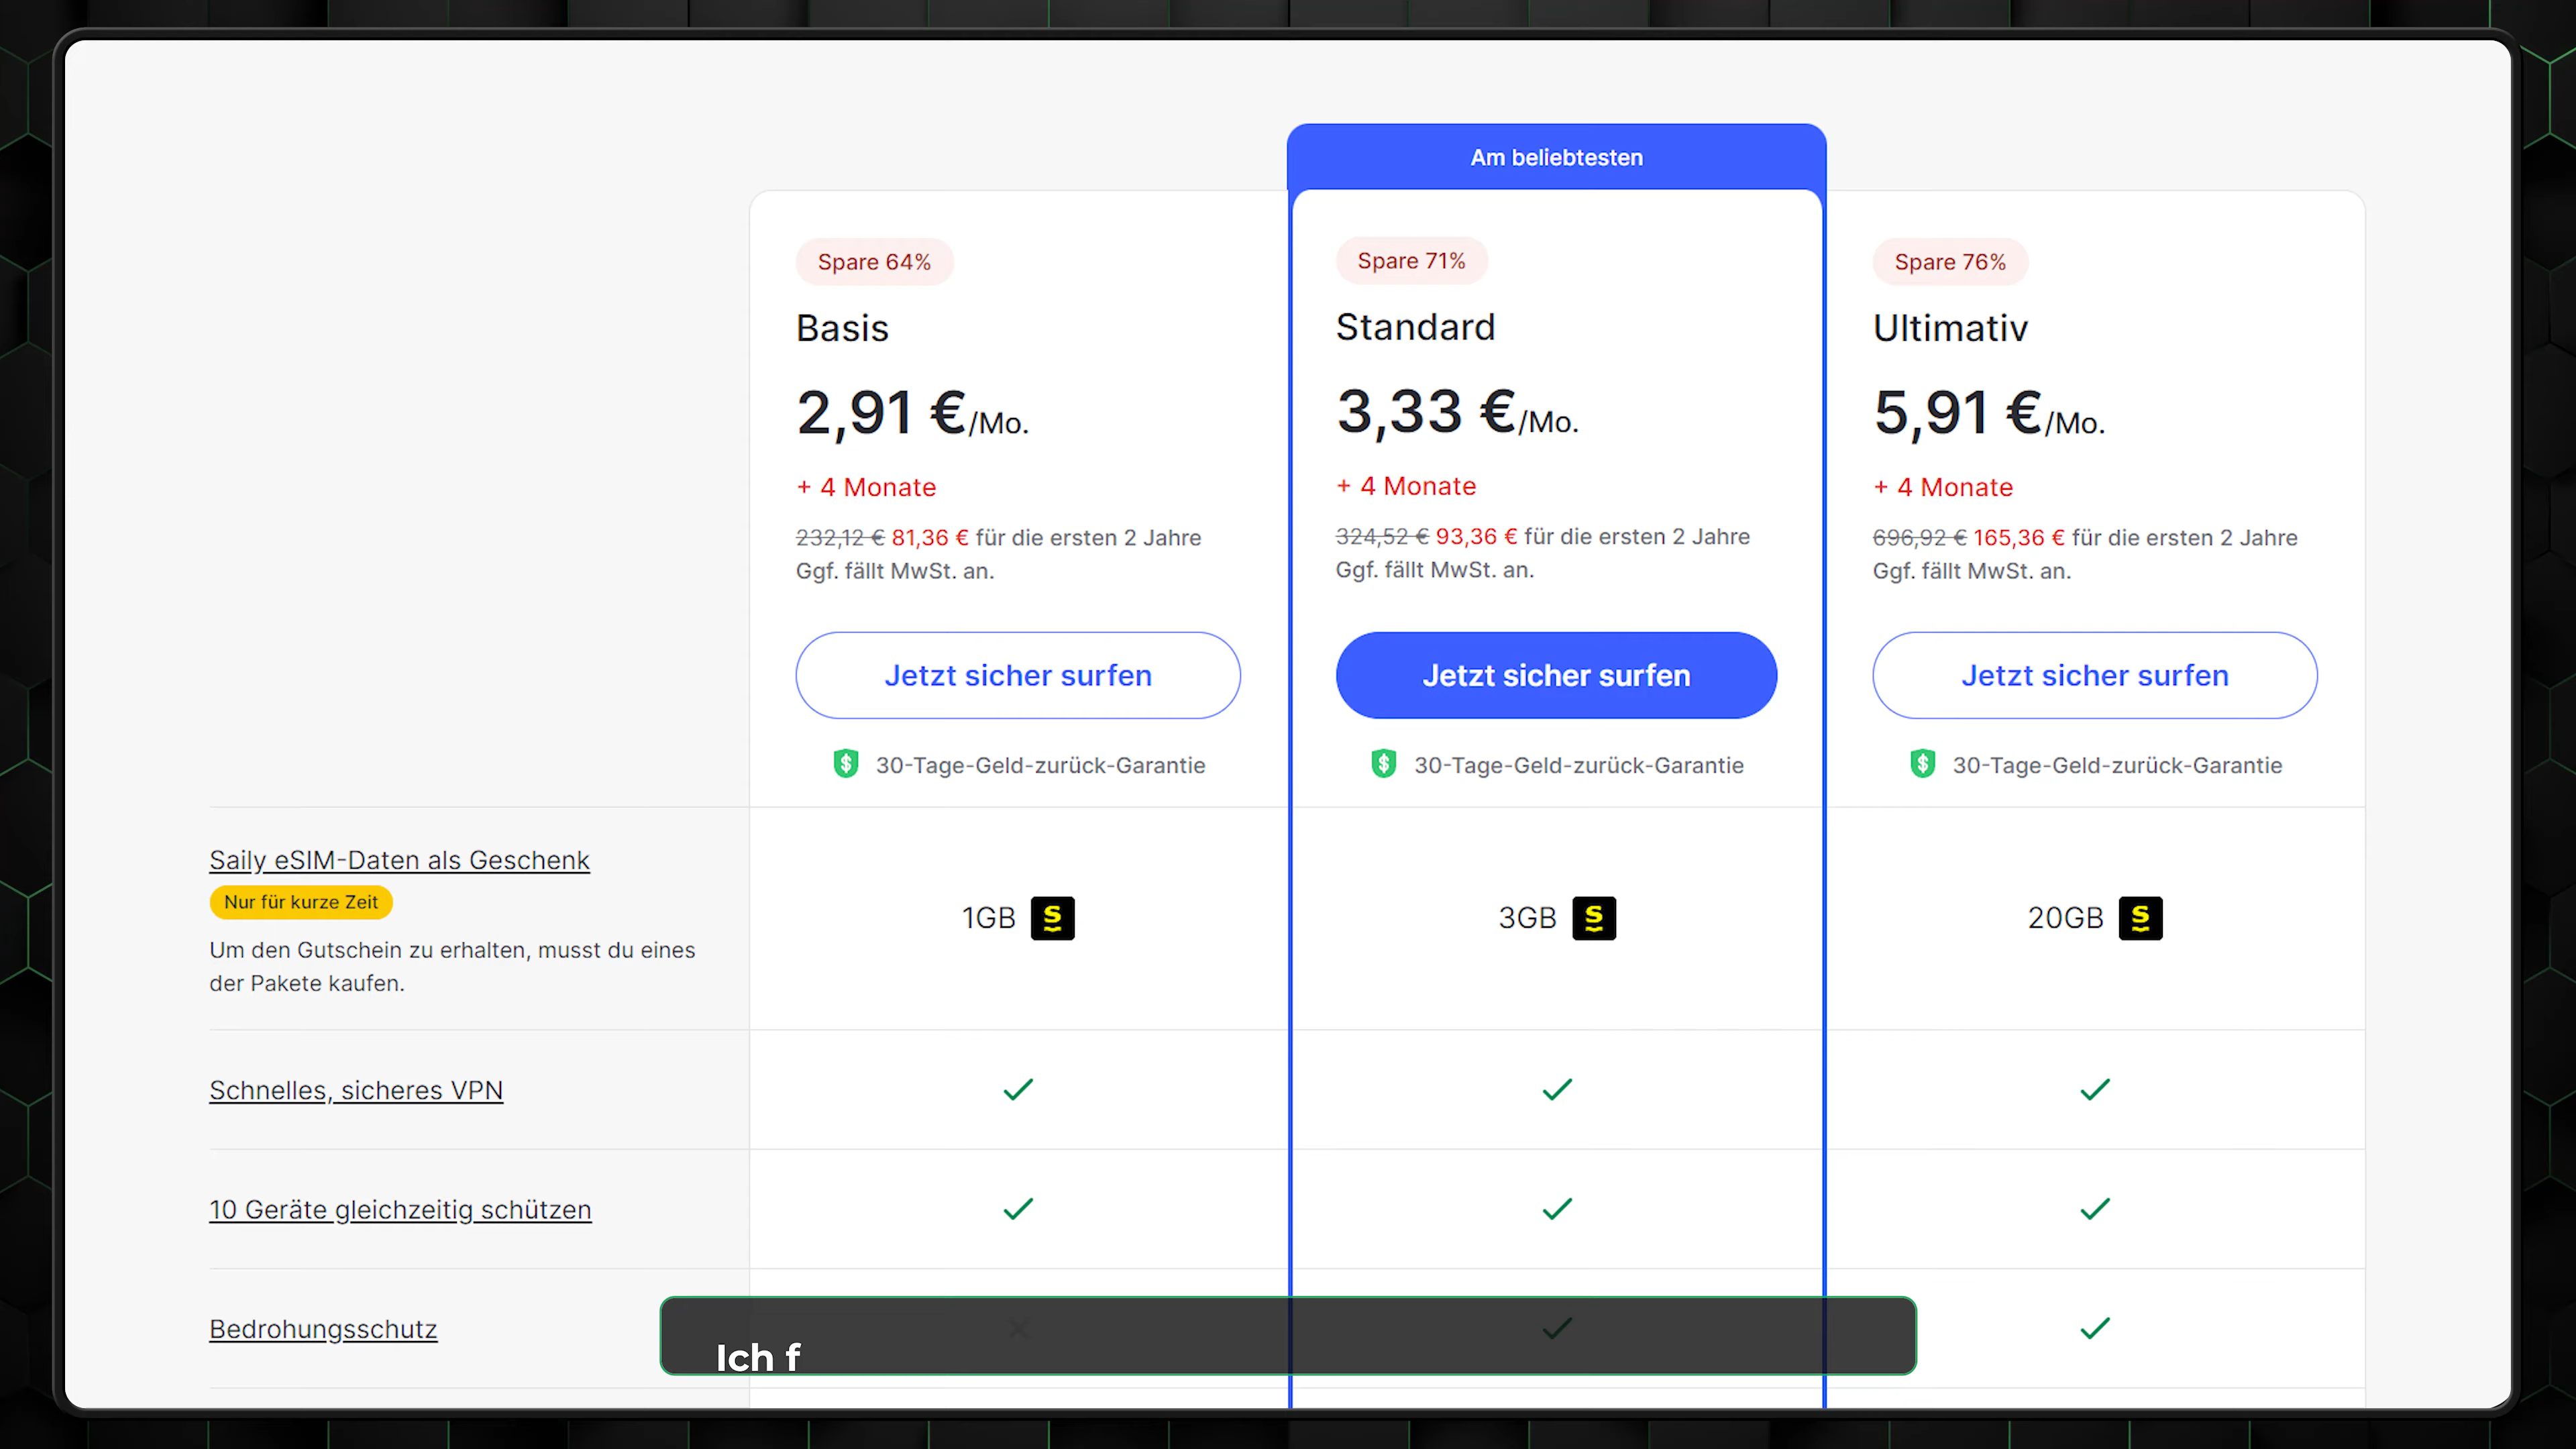 Am beliebtesten
Spare 64%
Basis
2,91 €/Mo.
+ 4 Monate
232,12 € 81,36 € für die ersten 2 Jahre
Ggf. fällt MwSt. an.
Jetzt sicher surfen
30-Tage-Geld-zurück-Garantie
Spare 71%
Standard
3,33 €/Mo.
+ 4 Monate
324,52 € 93,36 € für die ersten 2 Jahre
Ggf. fällt MwSt. an.
Jetzt sicher surfen
30-Tage-Geld-zurück-Garantie
Spare 76%
Ultimativ
5,91 €/Mo.
+ 4 Monate
696,92 € 165,36 € für die ersten 2 Jahre
Ggf. fällt MwSt. an.
Jetzt sicher surfen
30-Tage-Geld-zurück-Garantie
Saily eSIM-Daten als Geschenk
Nur für kurze Zeit
Um den Gutschein zu erhalten, musst du eines
der Pakete kaufen.
1GB
3GB
20GB
Schnelles, sicheres VPN
10 Geräte gleichzeitig schützen
Bedrohungsschutz
Ich f